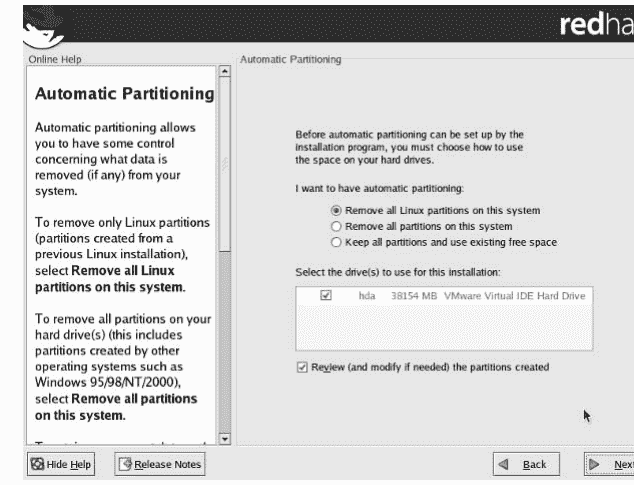 redha
Online Help
Automatic Partitioning
Automatic Partitioning
Automatic partitioning allows
you to have some control
concerning what data is
removed (if any) from your
system.
To remove only Linux partitions
(partitions created from a
previous Linux installation),
select Remove all Linux
partitions on this system.
To remove all partitions on your
hard drive(s) (this includes
partitions created by other
operating systems such as
Windows 95/98/NT/2000),
select Remove all partitions
on this system.
Before automatic partitioning can be set up by the
installation program, you must choose how to use
the space on your hard drives.
I want to have automatic partitioning:
Remove all Linux partitions on this system
Remove all partitions on this system
Keep all partitions and use existing free space
Select the drive(s) to use for this installation:
hda 38154 MB VMware Virtual IDE Hard Drive
Review (and modify if needed) the partitions created
Hide Help
Release Notes
Back
Next